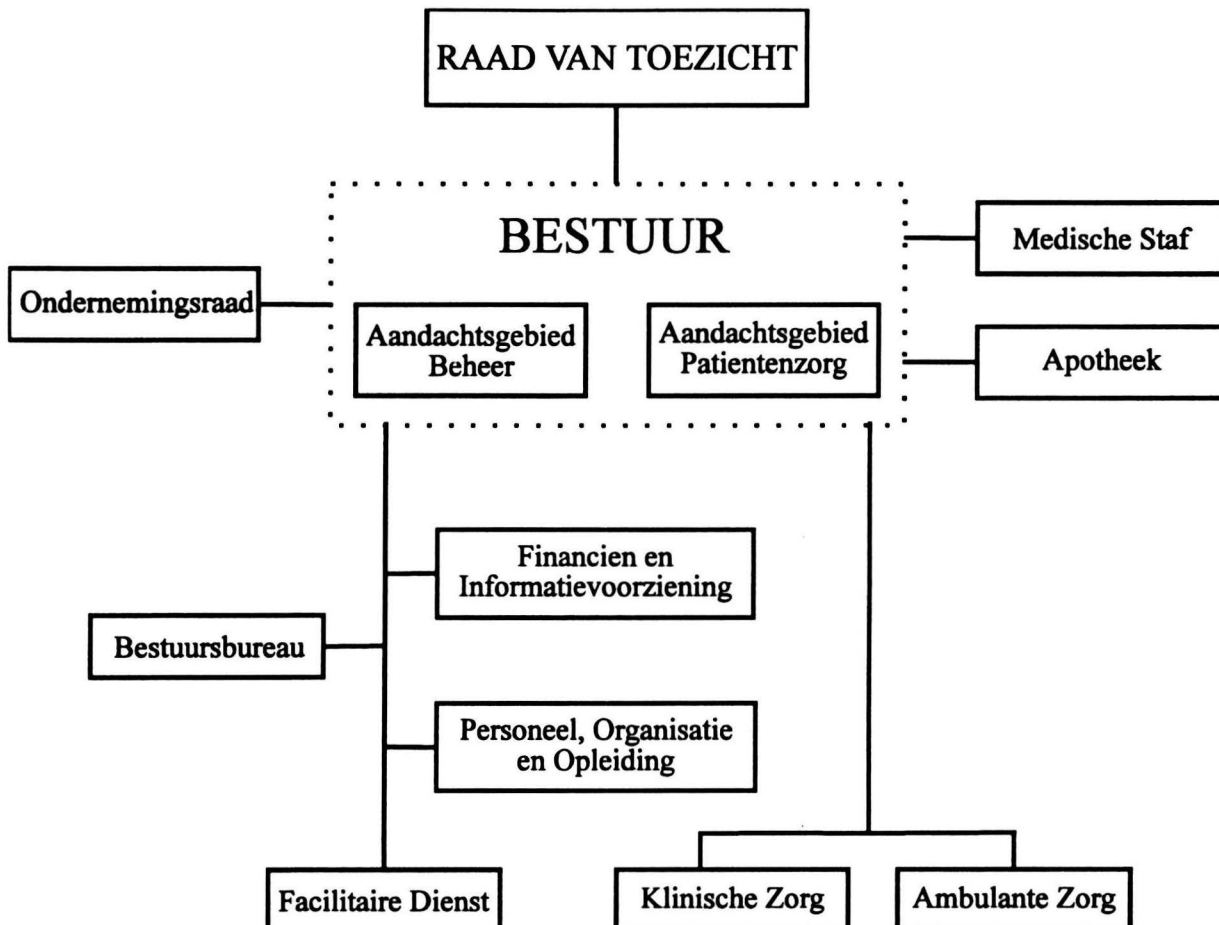 RAAD VAN TOEZICHT
BESTUUR
Medische Staf
Ondernemingsraad
Aandachtsgebied
Beheer
Aandachtsgebied
Patientenzorg
Apotheek
Financien en
Informatievoorziening
Bestuursbureau
Personeel, Organisatie
en Opleiding
Facilitaire Dienst
Klinische Zorg
Ambulante Zorg